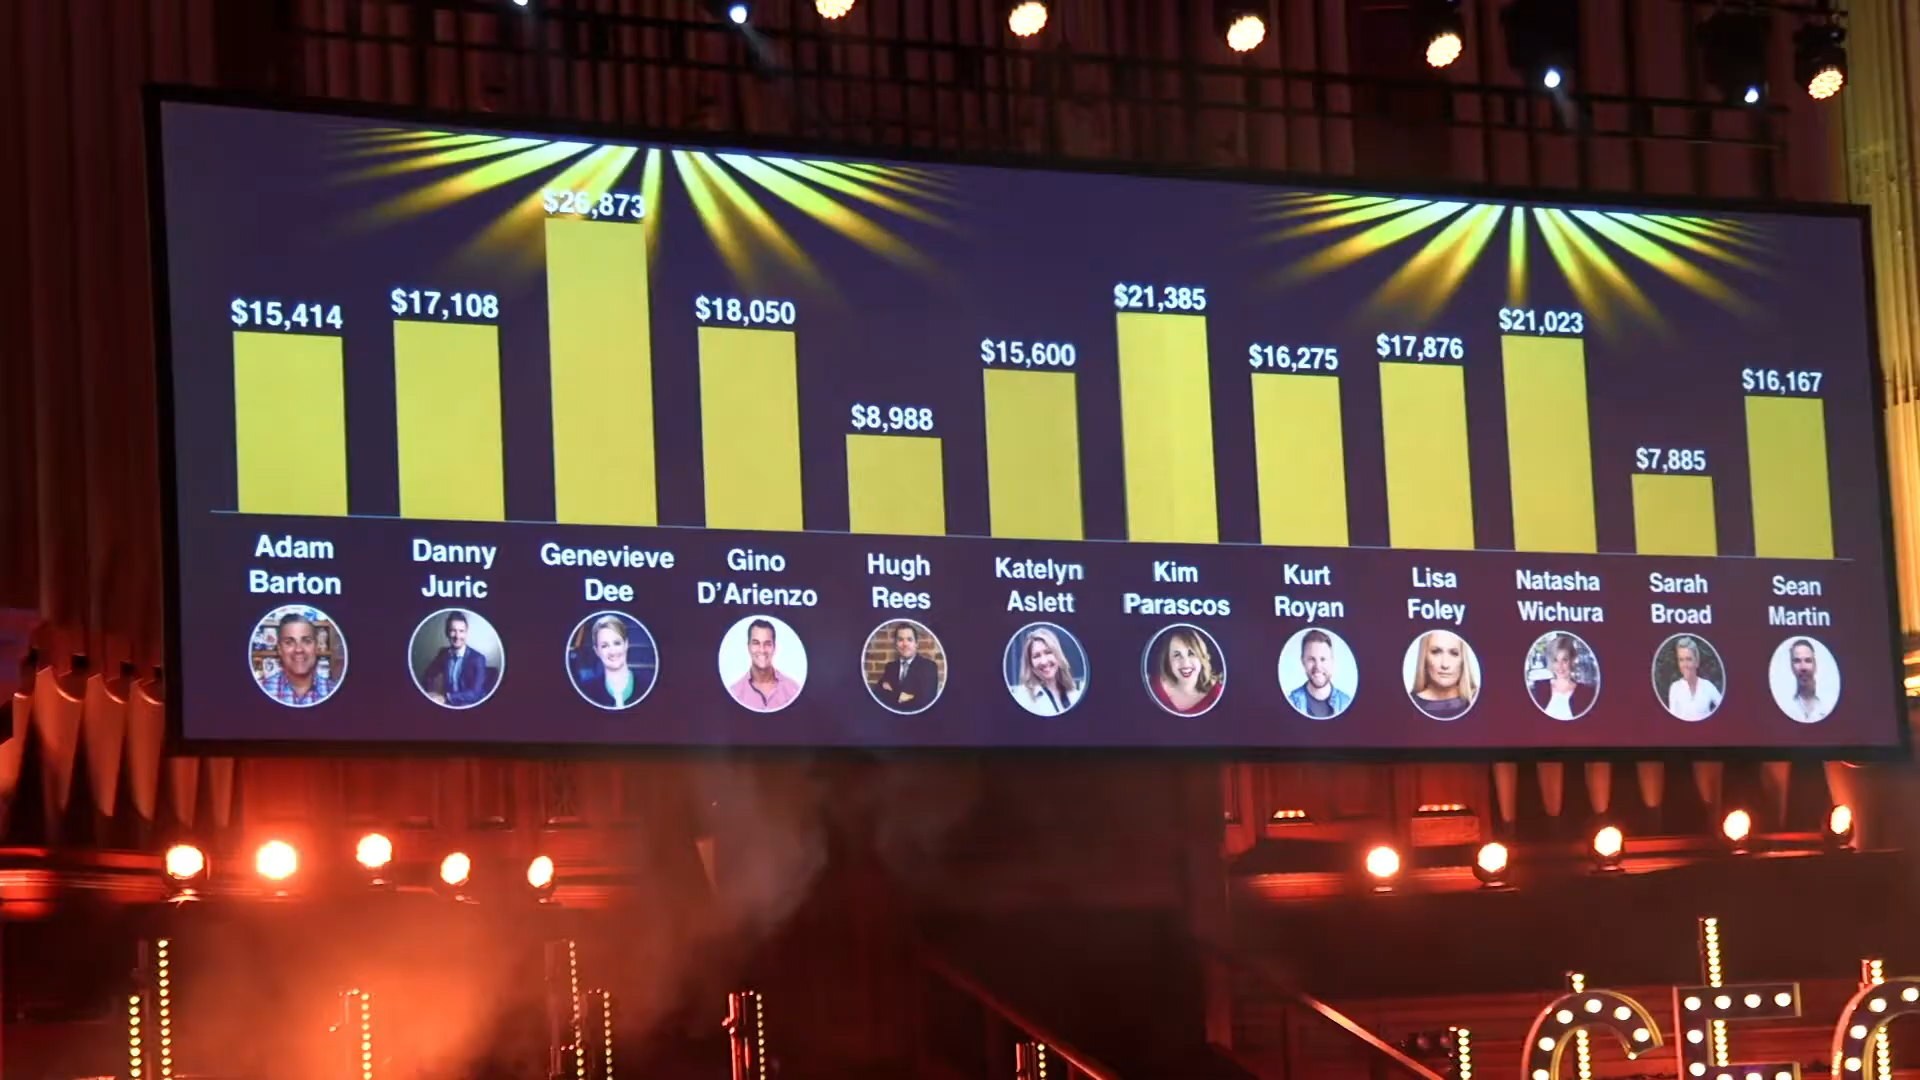 $15,414
$17,108
$26,873
$18,050
$8,988
$15,600
$21,385
$16,275
$17,876
$21,023
$7,885
$16,167
Adam
Barton
Danny
Juric
Genevieve
Dee
Gino
D’Arienzo
Hugh
Rees
Katelyn
Aslett
Kim
Parascos
Kurt
Royan
Lisa
Foley
Natasha
Wichura
Sarah
Broad
Sean
Martin
CEO